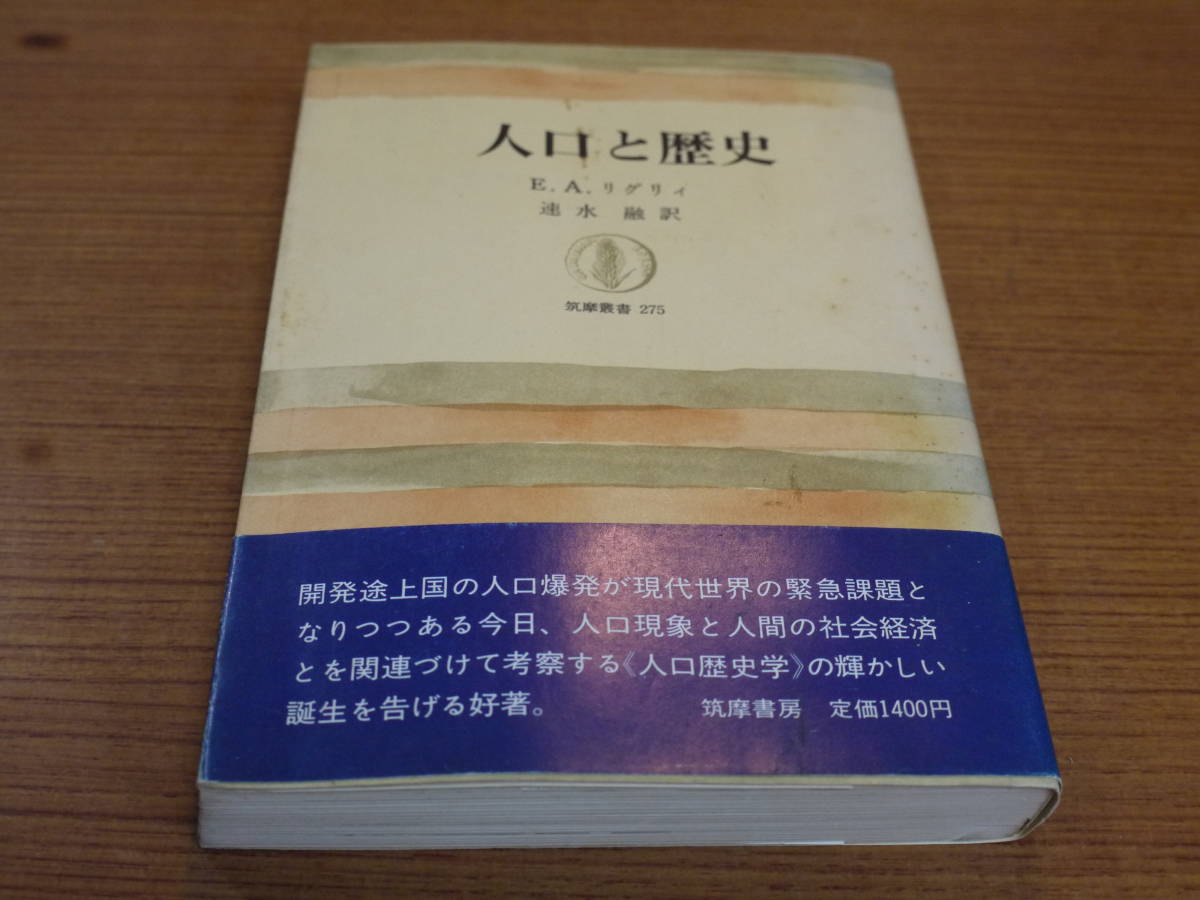 人口と歴史
E. A. リグリィ
速水 融訳
筑摩叢書 275
開発途上国の人口爆発が現代世界の緊急課題と
なりつつある今日、人口現象と人間の社会経済
とを関連づけて考察する《人口歴史学》の輝かしい
誕生を告げる好著。 筑摩書房 定価1400円